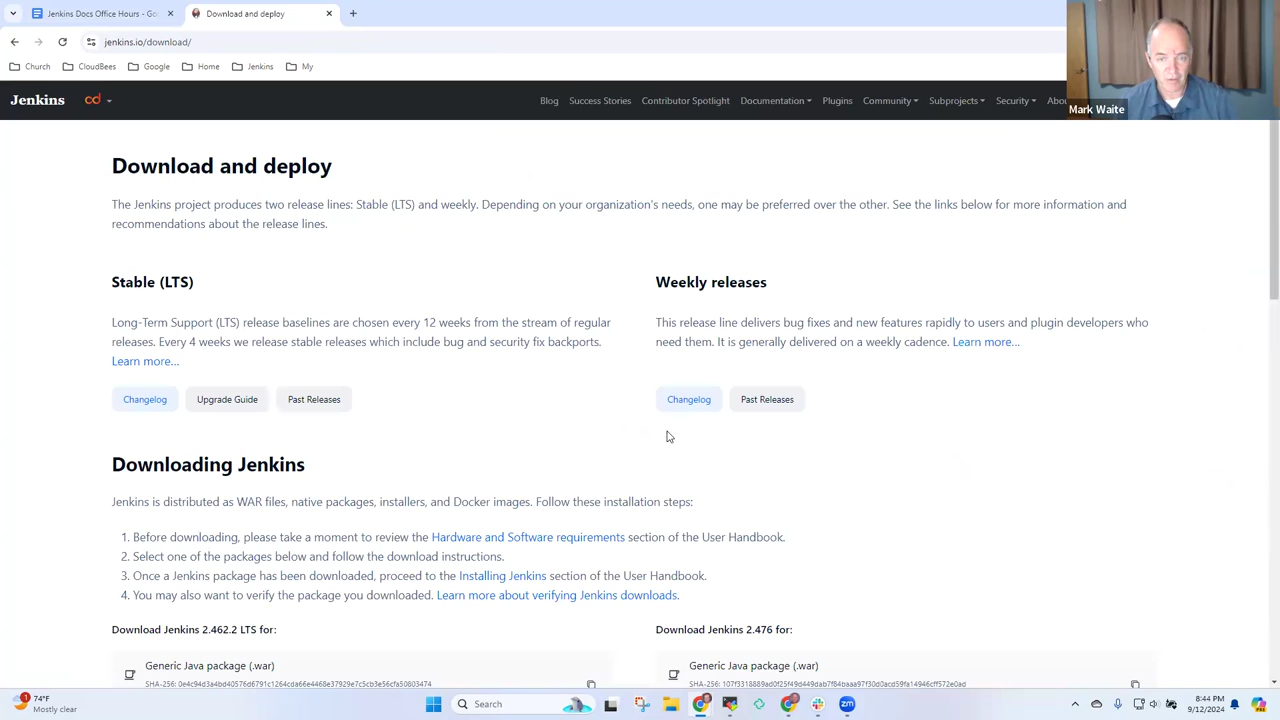 Jenkins Docs Office Hours - Go
Download and deploy
jenkins.io/download/
Church
CloudBees
Google
Home
Jenkins
My
Mark Waite
Jenkins
cd
Blog
Success Stories
Contributor Spotlight
Documentation
Plugins
Community
Subprojects
Security
Abou
Download and deploy
The Jenkins project produces two release lines: Stable (LTS) and weekly. Depending on your organization's needs, one may be preferred over the other. See the links below for more information and
recommendations about the release lines.
Stable (LTS)
Long-Term Support (LTS) release baselines are chosen every 12 weeks from the stream of regular
releases. Every 4 weeks we release stable releases which include bug and security fix backports.
Learn more...
Changelog
Upgrade Guide
Past Releases
Weekly releases
This release line delivers bug fixes and new features rapidly to users and plugin developers who
need them. It is generally delivered on a weekly cadence. Learn more...
Changelog
Past Releases
Downloading Jenkins
Jenkins is distributed as WAR files, native packages, installers, and Docker images. Follow these installation steps:
1. Before downloading, please take a moment to review the Hardware and Software requirements section of the User Handbook.
2. Select one of the packages below and follow the download instructions.
3. Once a Jenkins package has been downloaded, proceed to the Installing Jenkins section of the User Handbook.
4. You may also want to verify the package you downloaded. Learn more about verifying Jenkins downloads.
Download Jenkins 2.462.2 LTS for:
Generic Java package (.war)
SHA-256: 0e4c94d3a4bd40576d6791c1264cda66e4468e37929e7c5cb3e56cfa50803474
Download Jenkins 2.476 for:
Generic Java package (.war)
SHA-256: 107f3318889ad0f25f49d449dab7f84baaa97f30d0acd59fa14946cff572e0ad
1
74°F
Mostly clear
Search
8:44 PM
9/12/2024